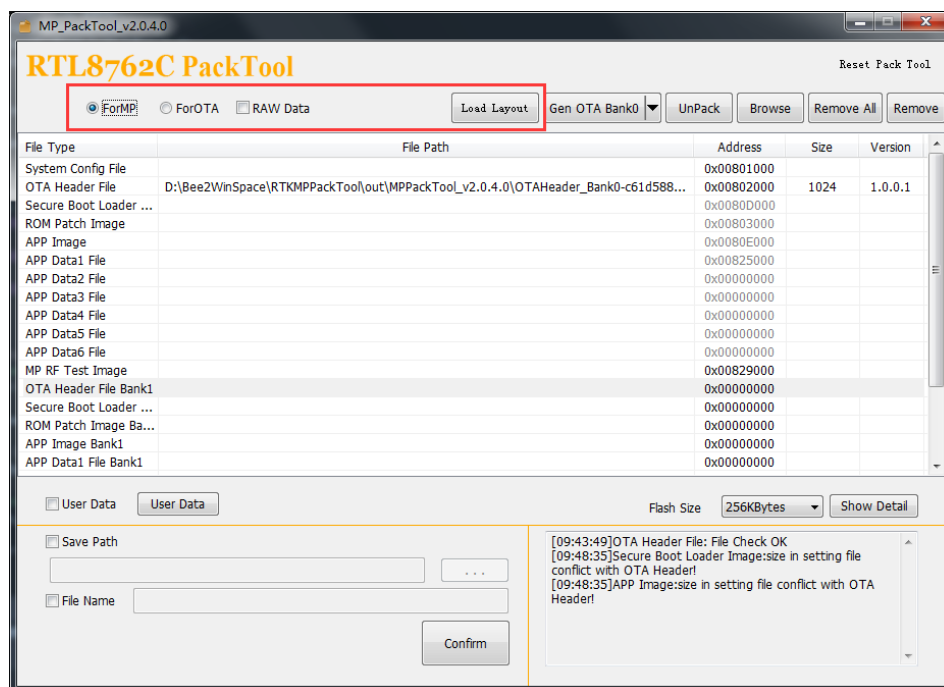 MP_PackTool_v2.0.4.0
RTL8762C PackTool
Reset Pack Tool
ForMP ForOTA RAW Data Load Layout Gen OTA Bank0 UnPack Browse Remove All Remove
File Type File Path Address Size Version
System Config File 0x00801000
OTA Header File D:\Bee2WinSpace\RTKMPPackTool\out\MPPackTool_v2.0.4.0\OTAHeader_Bank0-c61d588... 0x00802000 1024 1.0.0.1
Secure Boot Loader ... 0x0080D000
ROM Patch Image 0x00803000
APP Image 0x0080E000
APP Data1 File 0x00825000
APP Data2 File 0x00000000
APP Data3 File 0x00000000
APP Data4 File 0x00000000
APP Data5 File 0x00000000
APP Data6 File 0x00000000
MP RF Test Image 0x00829000
OTA Header File Bank1 0x00000000
Secure Boot Loader ... 0x00000000
ROM Patch Image Ba... 0x00000000
APP Image Bank1 0x00000000
APP Data1 File Bank1 0x00000000
User Data User Data Flash Size 256KBytes Show Detail
Save Path
...
File Name
Confirm
[09:43:49]OTA Header File: File Check OK
[09:48:35]Secure Boot Loader Image:size in setting file
conflict with OTA Header!
[09:48:35]APP Image:size in setting file conflict with OTA
Header!